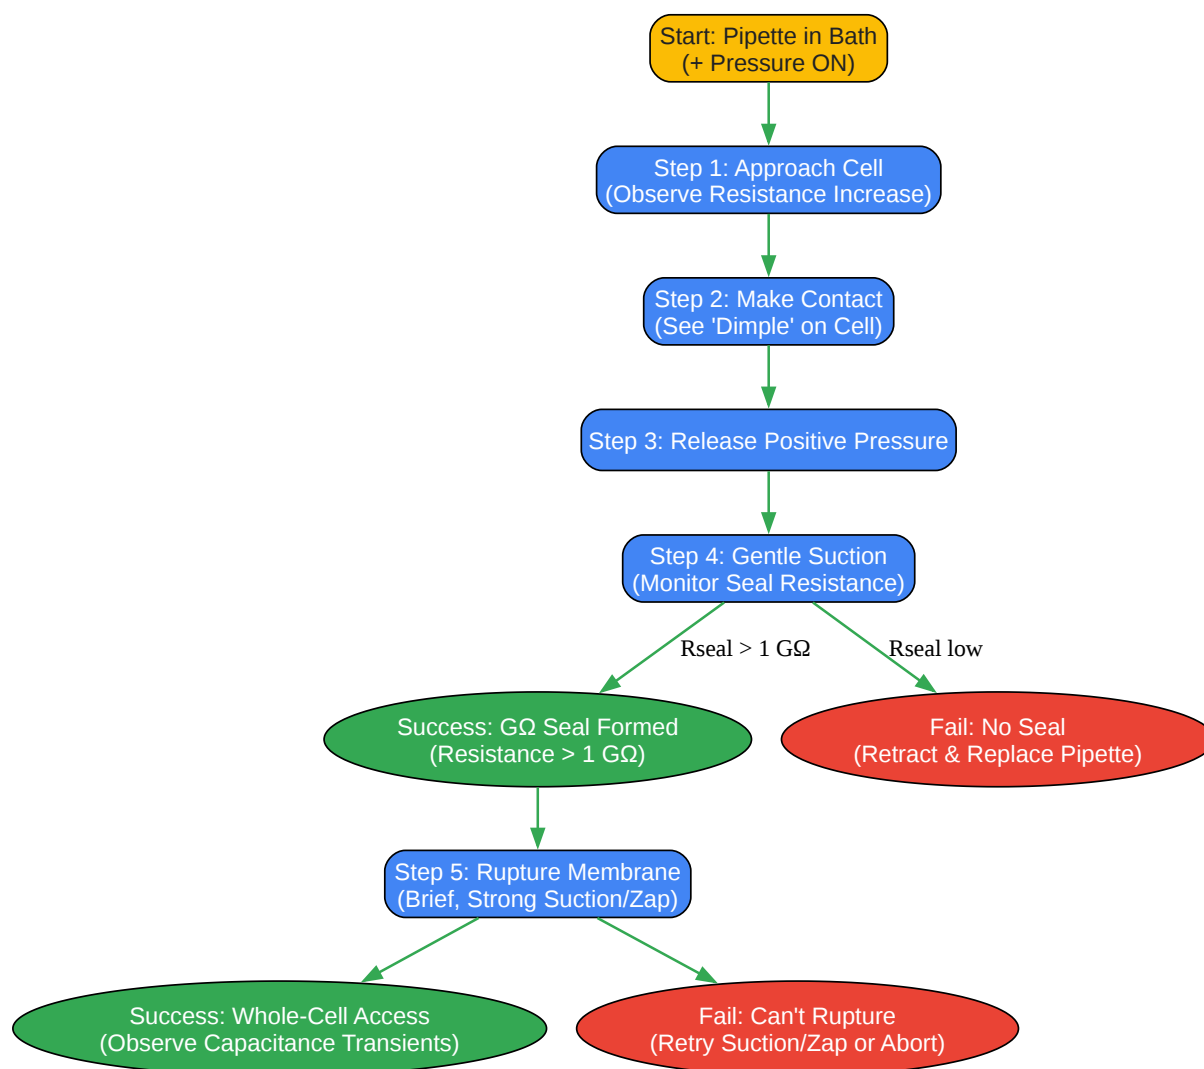 Start: Pipette in Bath
(+ Pressure ON)
Step 1: Approach Cell
(Observe Resistance Increase)
Step 2: Make Contact
(See 'Dimple' on Cell)
Step 3: Release Positive Pressure
Step 4: Gentle Suction
(Monitor Seal Resistance)
Rseal > 1 GΩ
Rseal low
Success: GΩ Seal Formed
(Resistance > 1 GΩ)
Fail: No Seal
(Retract & Replace Pipette)
Step 5: Rupture Membrane
(Brief, Strong Suction/Zap)
Success: Whole-Cell Access
(Observe Capacitance Transients)
Fail: Can't Rupture
(Retry Suction/Zap or Abort)